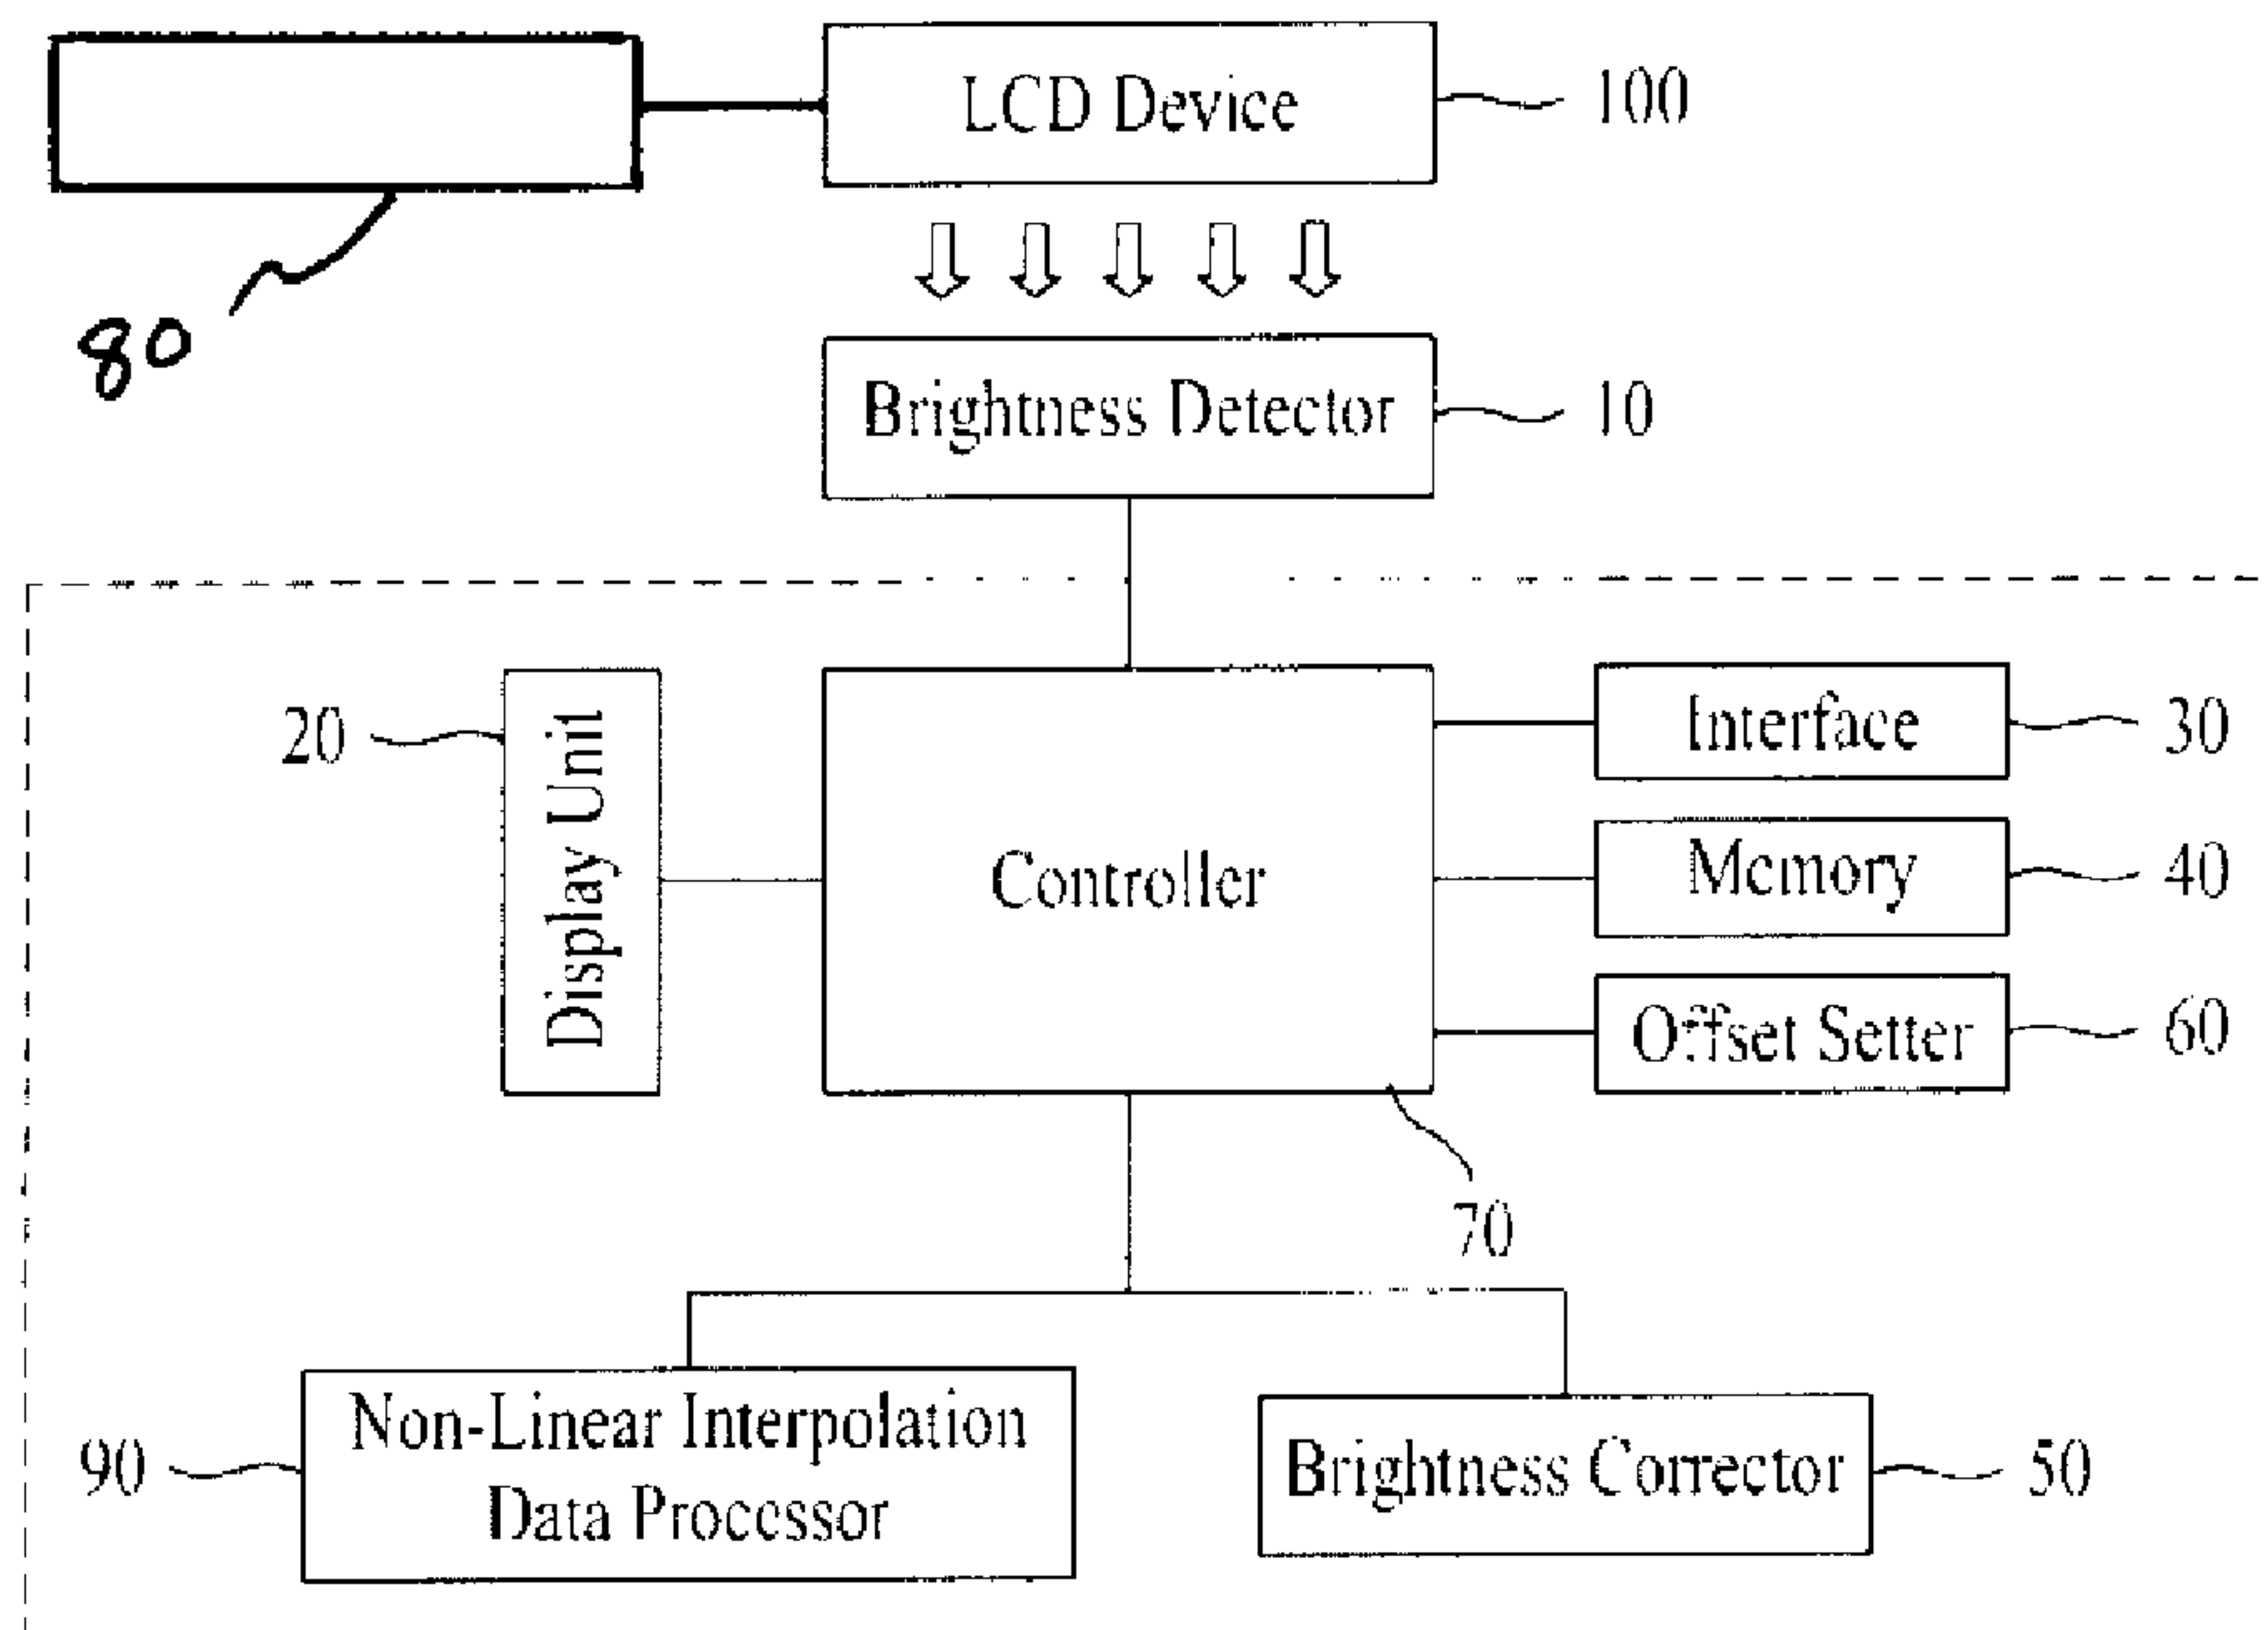 LCD Device
100
80
Brightness Detector
10
20
Display Unit
Controller
Interface
30
Memory
40
Offset Setter
60
70
90
Non-Linear Interpolation
Data Processor
Brightness Corrector
50